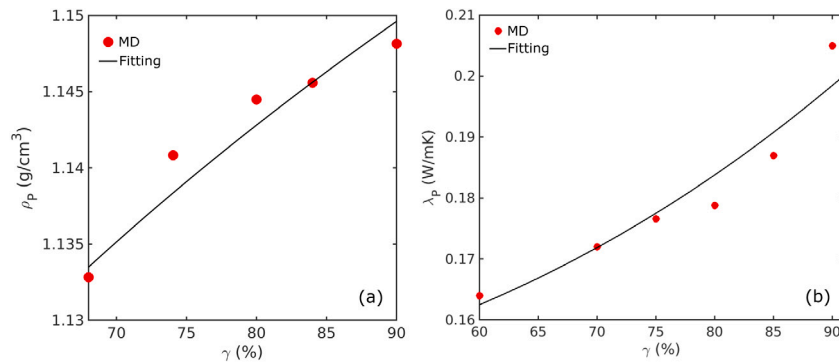 1.15
1.145
1.14
1.135
1.13
ρp (g/cm³)
MD
Fitting
(a)
70 75 80 85 90
γ (%)
0.21
0.2
0.19
0.18
0.17
0.16
λp (W/mK)
MD
Fitting
(b)
60 65 70 75 80 85 90
γ (%)